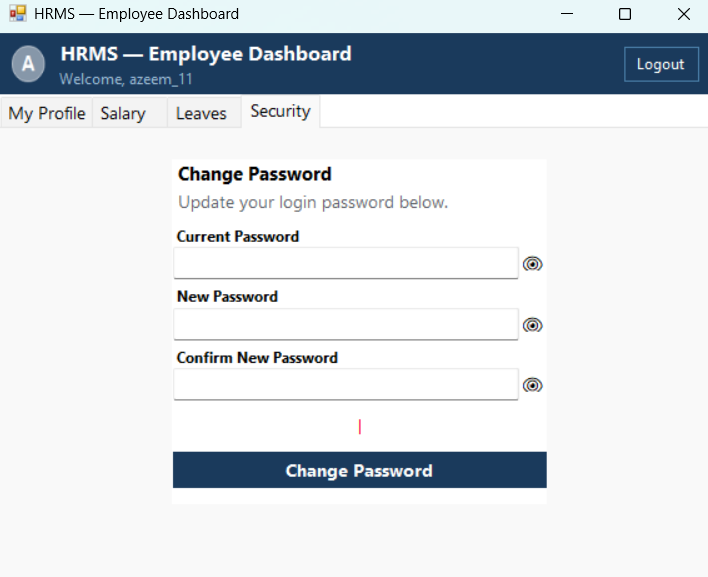 HRMS — Employee Dashboard
A
HRMS — Employee Dashboard
Welcome, azeem_11
Logout
My Profile Salary Leaves Security
Change Password
Update your login password below.
Current Password
New Password
Confirm New Password
|
Change Password